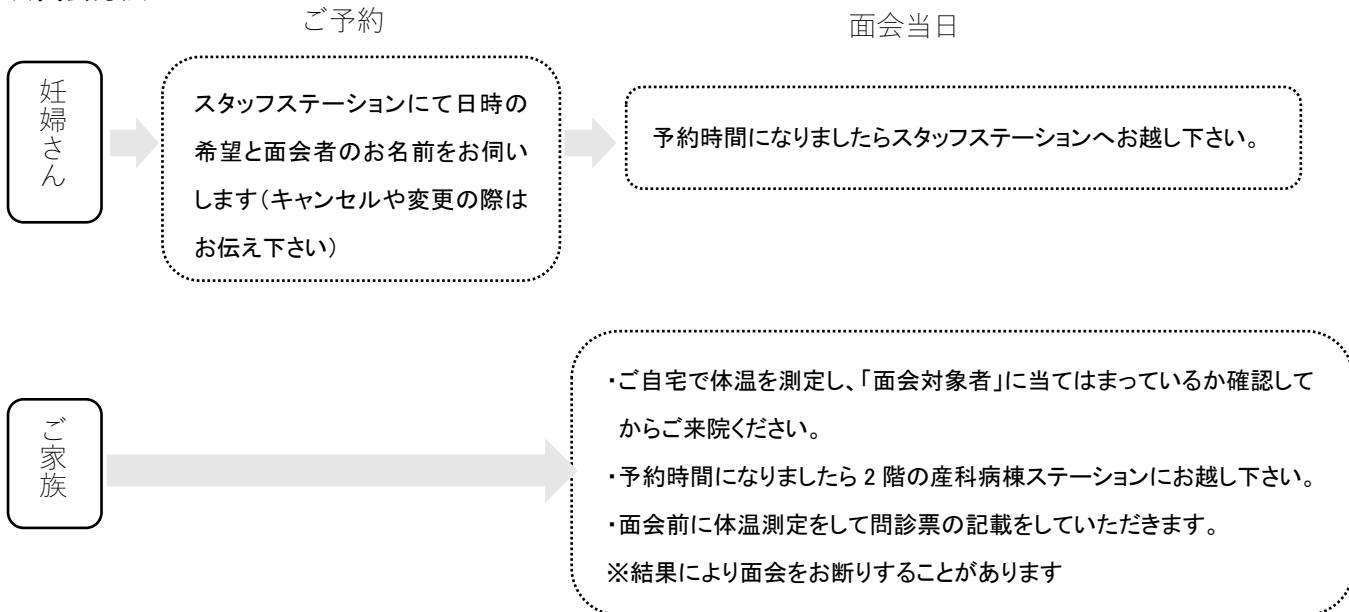 ご予約
面会当日
妊婦さん
スタッフステーションにて日時の
希望と面会者のお名前をお伺い
します（キャンセルや変更の際は
お伝え下さい）
予約時間になりましたらスタッフステーションへお越し下さい。
ご家族
・ご自宅で体温を測定し、「面会対象者」に当てはまっているか確認して
からご来院ください。
・予約時間になりましたら2階の産科病棟ステーションにお越し下さい。
・面会前に体温測定をして問診票の記載をしていただきます。
※結果により面会をお断りすることがあります